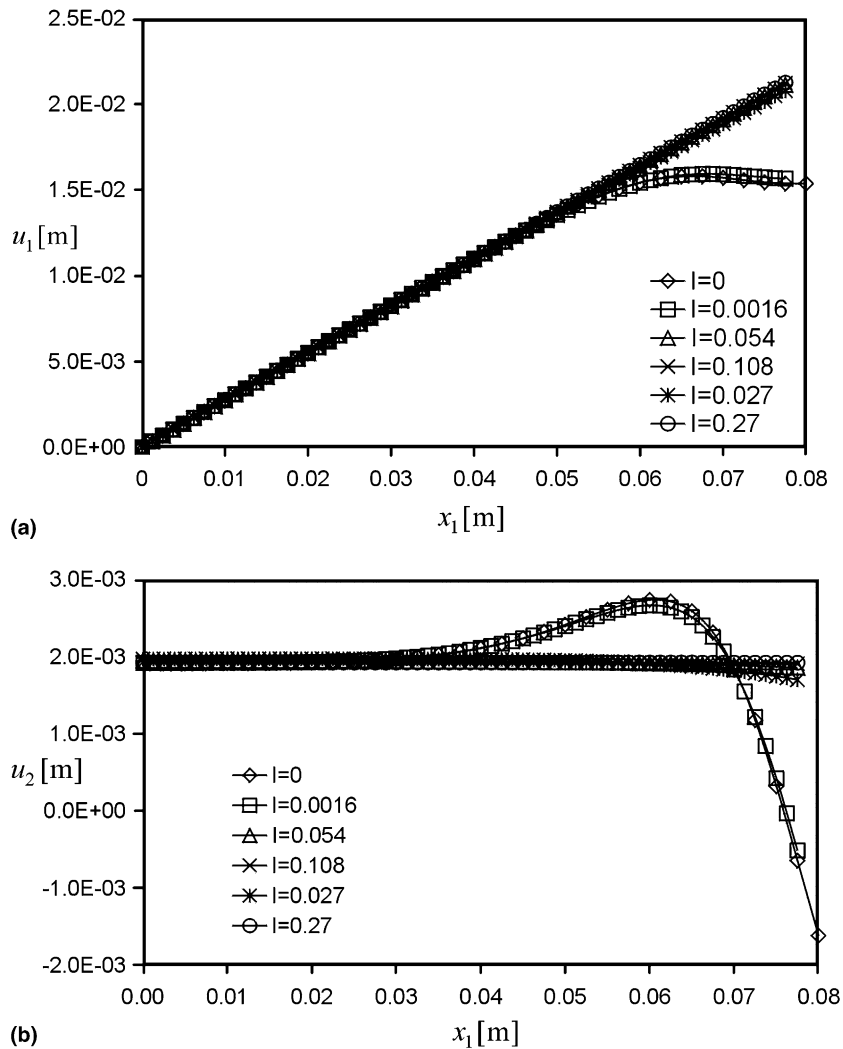 2.5E-02
2.0E-02
1.5E-02
u1[m]
1.0E-02
5.0E-03
0.0E+00
l=0
l=0.0016
l=0.054
l=0.108
l=0.027
l=0.27
0 0.01 0.02 0.03 0.04 0.05 0.06 0.07 0.08
x1[m]
(a)
3.0E-03
2.0E-03
1.0E-03
u2[m]
0.0E+00
-1.0E-03
-2.0E-03
l=0
l=0.0016
l=0.054
l=0.108
l=0.027
l=0.27
0.00 0.01 0.02 0.03 0.04 0.05 0.06 0.07 0.08
x1[m]
(b)